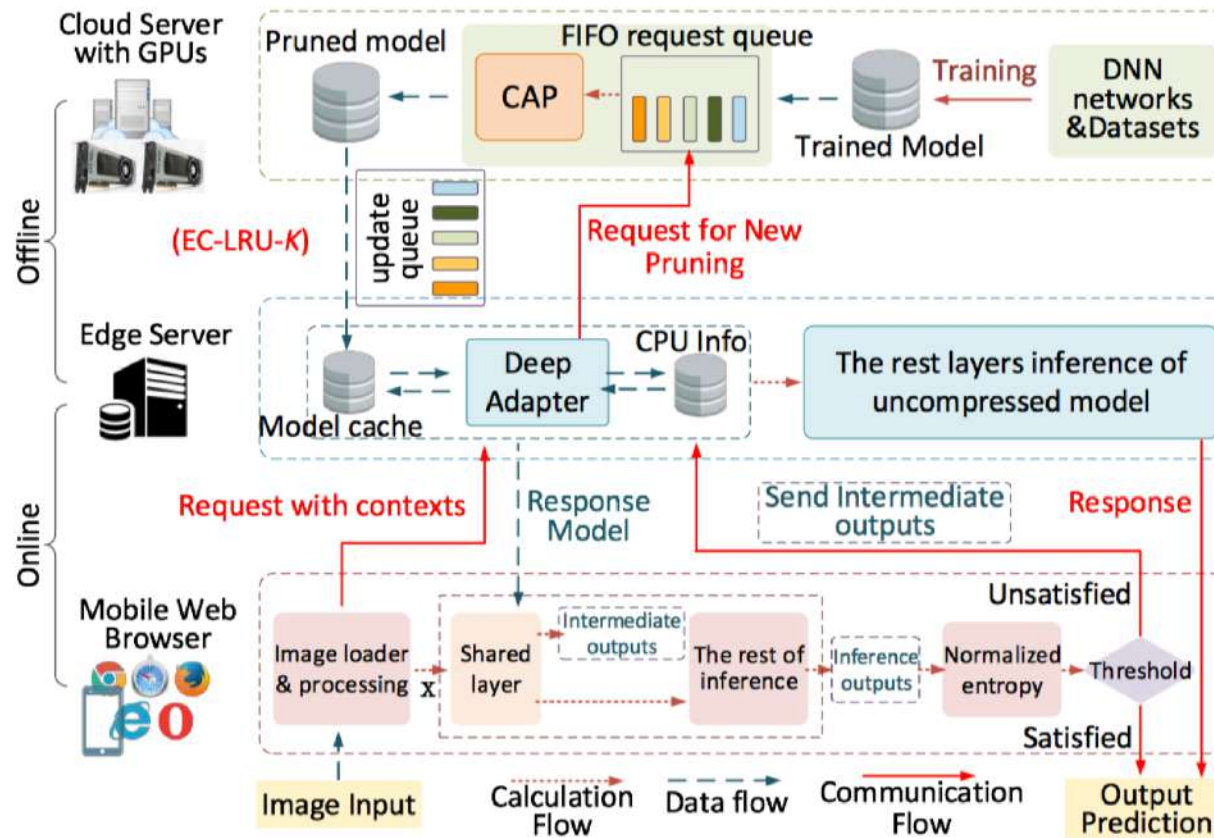 Cloud Server
with GPUs
Pruned model
FIFO request queue
CAP
Trained Model
Training
DNN
networks
&Datasets
Offline
(EC-LRU-K)
update
queue
Request for New
Pruning
Edge Server
Model cache
Deep
Adapter
CPU Info
The rest layers inference of
uncompressed model
Online
Request with contexts
Response
Model
Send Intermediate
outputs
Response
Mobile Web
Browser
Image loader
& processing
x
Shared
layer
Intermediate
outputs
The rest of
inference
Inference
outputs
Normalized
entropy
Unsatisfied
Threshold
Satisfied
Image Input
Calculation
Flow
Data flow
Communication
Flow
Output
Prediction